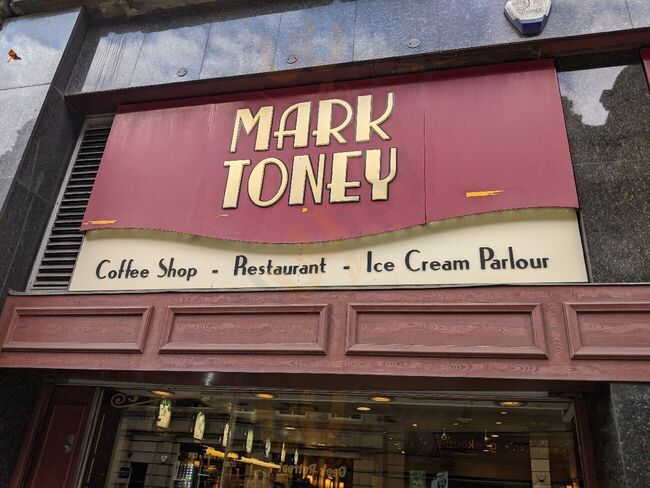 MARK
TONEY
Coffee Shop - Restaurant - Ice Cream Parlour